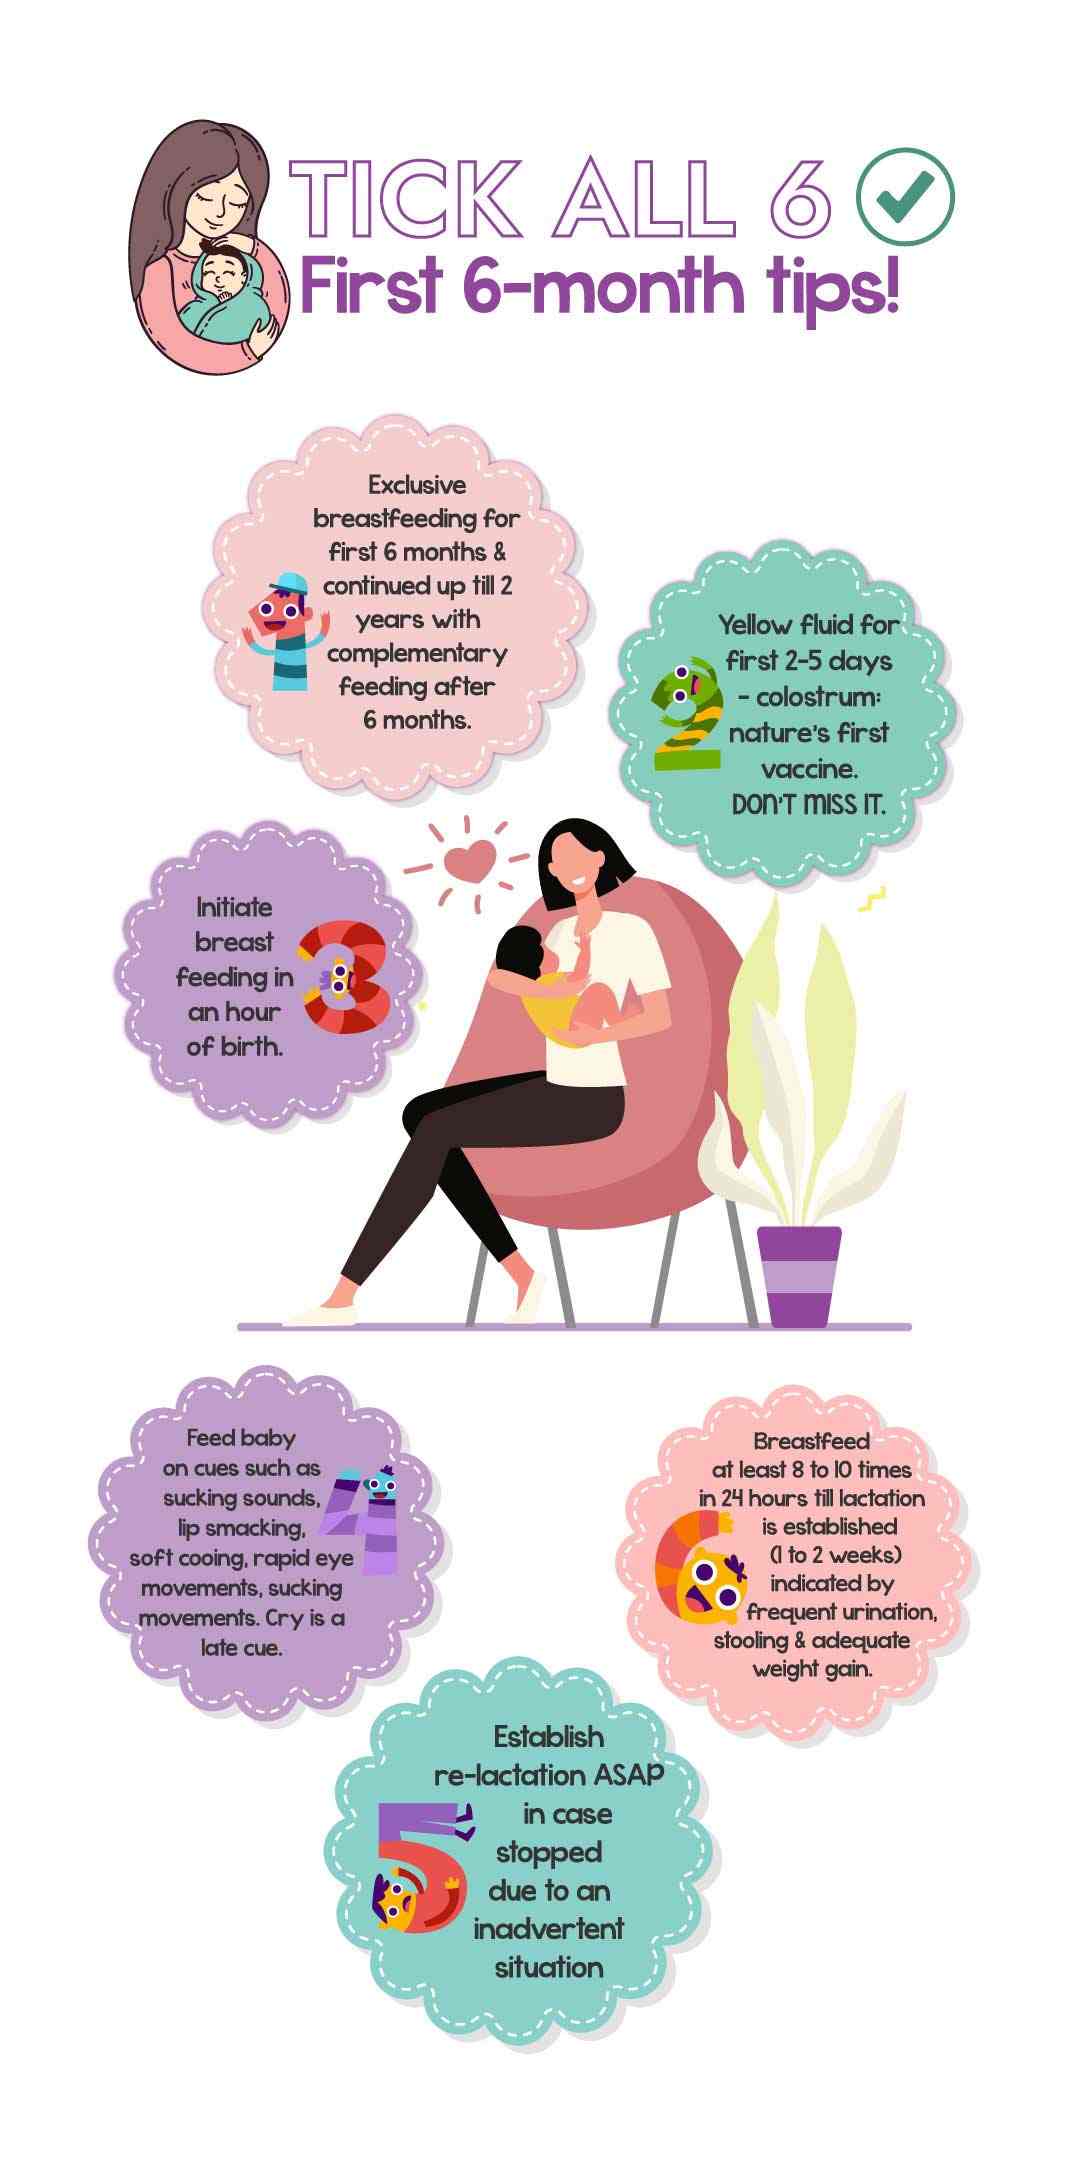 TICK ALL 6
First 6-month tips!
Exclusive
breastfeeding for
first 6 months &
continued up till 2
years with
complementary
feeding after
6 months.
1
Yellow fluid for
first 2-5 days
- colostrum:
nature's first
vaccine.
DON'T MISS IT.
2
Initiate
breast
feeding in
an hour
of birth.
3
Feed baby
on cues such as
sucking sounds,
lip smacking,
soft cooing, rapid eye
movements, sucking
movements. Cry is a
late cue.
4
Establish
re-lactation ASAP
in case
stopped
due to an
inadvertent
situation
5
Breastfeed
at least 8 to 10 times
in 24 hours till lactation
is established
(1 to 2 weeks)
indicated by
frequent urination,
stooling & adequate
weight gain.
6